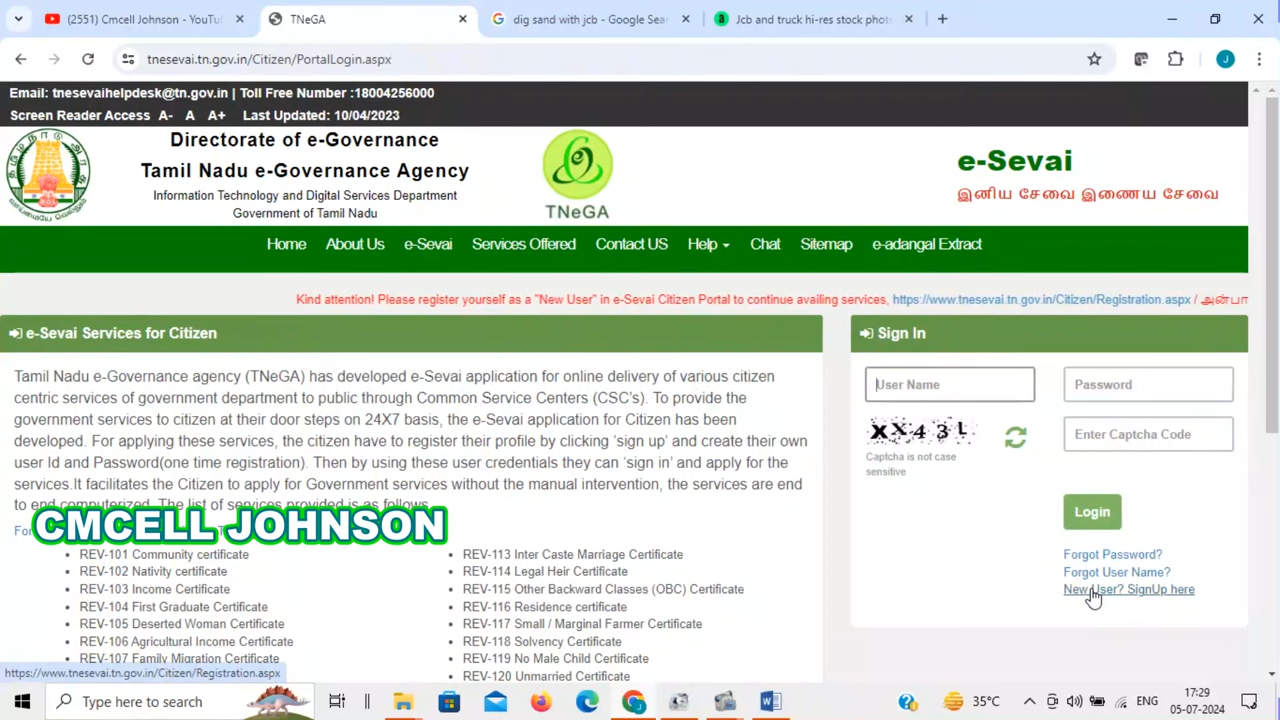 (2551) Cmcell Johnson - YouTu
TNeGA
dig sand with jcb - Google Sear
Jcb and truck hi-res stock phot
tnesevai.tn.gov.in/Citizen/PortalLogin.aspx
J
Email: tnesevaihelpdesk@tn.gov.in | Toll Free Number :18004256000
Screen Reader Access A- A A+ Last Updated: 10/04/2023
Directorate of e-Governance
Tamil Nadu e-Governance Agency
Information Technology and Digital Services Department
Government of Tamil Nadu
TNeGA
e-Sevai
இனிய சேவை இணைய சேவை
Home About Us e-Sevai Services Offered Contact US Help Chat Sitemap e-adangal Extract
Kind attention! Please register yourself as a "New User" in e-Sevai Citizen Portal to continue availing services, https://www.tnesevai.tn.gov.in/Citizen/Registration.aspx / அன்பா
e-Sevai Services for Citizen
Tamil Nadu e-Governance agency (TNeGA) has developed e-Sevai application for online delivery of various citizen
centric services of government department to public through Common Service Centers (CSC's). To provide the
government services to citizen at their door steps on 24X7 basis, the e-Sevai application for Citizen has been
developed. For applying these services, the citizen have to register their profile by clicking 'sign up' and create their own
user Id and Password(one time registration). Then by using these user credentials they can 'sign in' and apply for the
services.It facilitates the Citizen to apply for Government services without the manual intervention, the services are end
to end computerized. The list of services provided is as follows.
CMCELL JOHNSON
REV-101 Community certificate
REV-102 Nativity certificate
REV-103 Income Certificate
REV-104 First Graduate Certificate
REV-105 Deserted Woman Certificate
REV-106 Agricultural Income Certificate
REV-107 Family Migration Certificate
REV-113 Inter Caste Marriage Certificate
REV-114 Legal Heir Certificate
REV-115 Other Backward Classes (OBC) Certificate
REV-116 Residence certificate
REV-117 Small / Marginal Farmer Certificate
REV-118 Solvency Certificate
REV-119 No Male Child Certificate
REV-120 Unmarried Certificate
Sign In
User Name
Password
XX43L
Enter Captcha Code
Captcha is not case
sensitive
Login
Forgot Password?
Forgot User Name?
New User? SignUp here
https://www.tnesevai.tn.gov.in/Citizen/Registration.aspx
Type here to search
35°C
ENG
17:29
05-07-2024